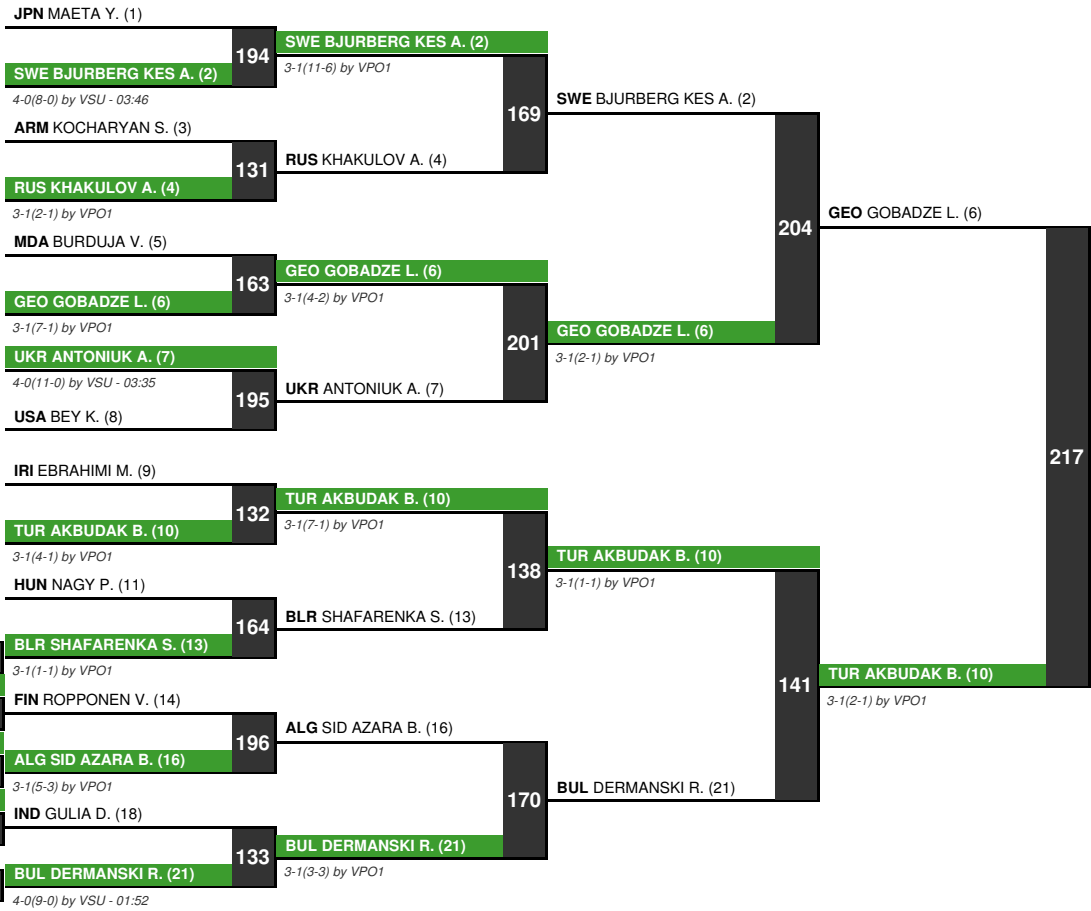 JPN MAETA Y. (1)
194
SWE BJURBERG KES A. (2)
4-0(8-0) by VSU - 03:46
ARM KOCHARYAN S. (3)
131
RUS KHAKULOV A. (4)
3-1(2-1) by VPO1
MDA BURDUJA V. (5)
163
GEO GOBADZE L. (6)
3-1(7-1) by VPO1
UKR ANTONIUK A. (7)
4-0(11-0) by VSU - 03:35
195
USA BEY K. (8)
IRI EBRAHIMI M. (9)
132
TUR AKBUDAK B. (10)
3-1(4-1) by VPO1
HUN NAGY P. (11)
164
BLR SHAFARENKA S. (13)
3-1(1-1) by VPO1
FIN ROPPONEN V. (14)
196
ALG SID AZARA B. (16)
3-1(5-3) by VPO1
IND GULIA D. (18)
133
BUL DERMANSKI R. (21)
4-0(9-0) by VSU - 01:52
SWE BJURBERG KES A. (2)
3-1(11-6) by VPO1
169
RUS KHAKULOV A. (4)
GEO GOBADZE L. (6)
3-1(4-2) by VPO1
201
UKR ANTONIUK A. (7)
TUR AKBUDAK B. (10)
3-1(7-1) by VPO1
138
BLR SHAFARENKA S. (13)
ALG SID AZARA B. (16)
170
BUL DERMANSKI R. (21)
3-1(3-3) by VPO1
SWE BJURBERG KES A. (2)
204
GEO GOBADZE L. (6)
3-1(2-1) by VPO1
TUR AKBUDAK B. (10)
3-1(1-1) by VPO1
141
BUL DERMANSKI R. (21)
GEO GOBADZE L. (6)
217
TUR AKBUDAK B. (10)
3-1(2-1) by VPO1